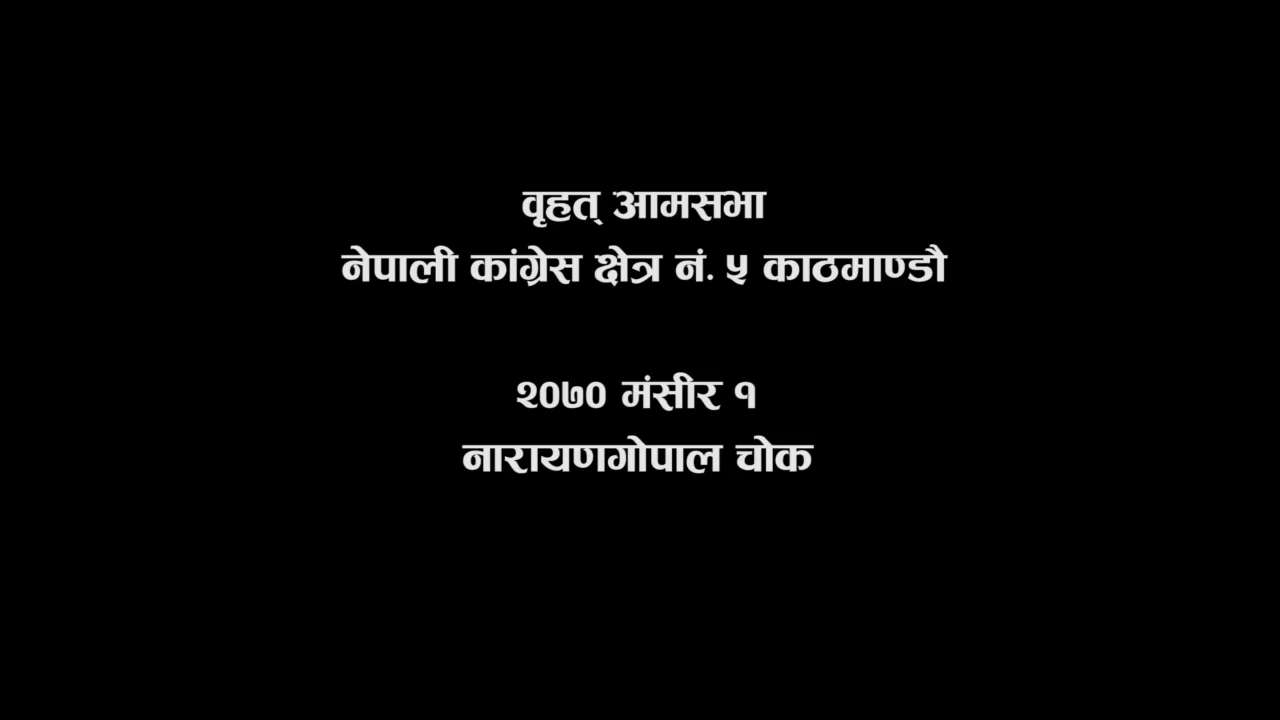 वृहत् आमसभा
नेपाली कांग्रेस क्षेत्र नं. ५ काठमाण्डौ
२०७० मंसीर १
नारायणगोपाल चोक